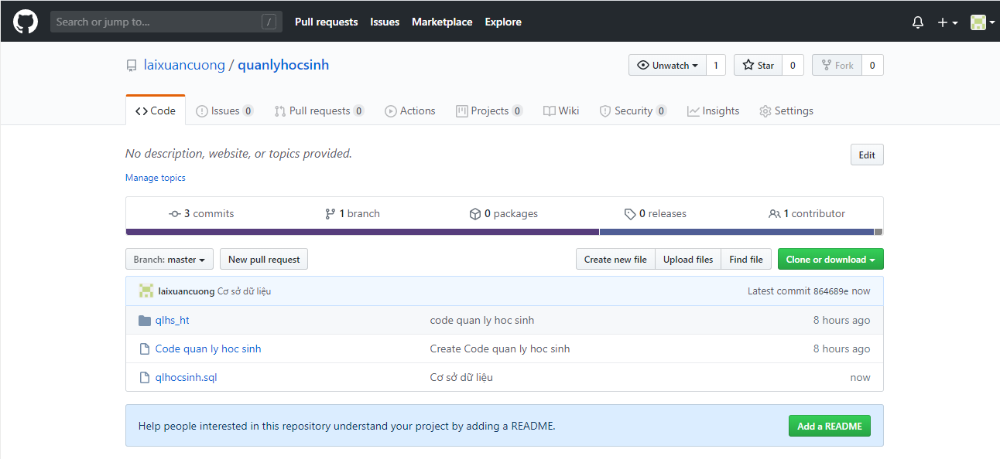 Search or jump to... /
Pull requests Issues Marketplace Explore
laixuancuong / quanlyhocsinh
Unwatch 1 Star 0 Fork 0
Code Issues 0 Pull requests 0 Actions Projects 0 Wiki Security 0 Insights Settings
No description, website, or topics provided. Edit
Manage topics
3 commits 1 branch 0 packages 0 releases 1 contributor
Branch: master New pull request Create new file Upload files Find file Clone or download
laixuancuong Cơ sở dữ liệu Latest commit 864689e now
qlhs_ht code quan ly hoc sinh 8 hours ago
Code quan ly hoc sinh Create Code quan ly hoc sinh 8 hours ago
qlhocsinh.sql Cơ sở dữ liệu now
Help people interested in this repository understand your project by adding a README. Add a README